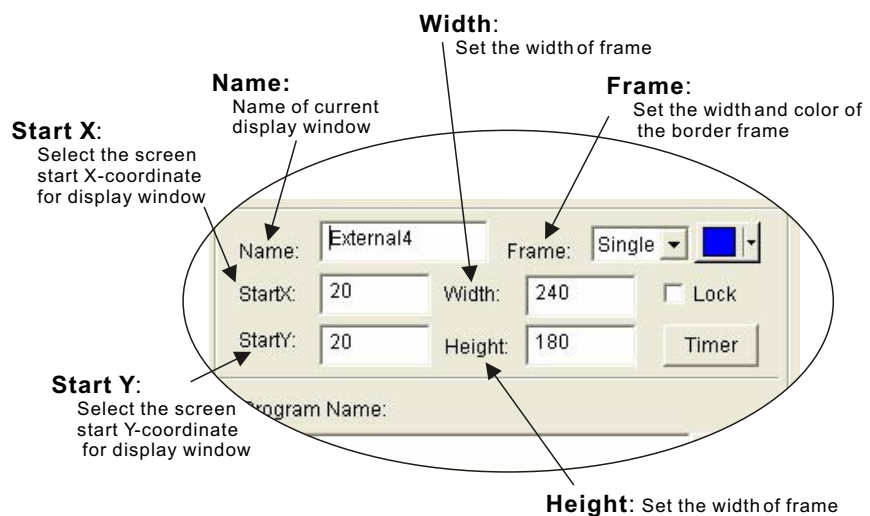 Width:
Set the width of frame
Name:
Name of current
display window
Frame:
Set the width and color of
the border frame
Start X:
Select the screen
start X-coordinate
for display window
Name:
External4
Frame:
Single
StartX:
20
Width:
240
Lock
StartY:
20
Height:
180
Timer
Start Y:
Select the screen
start Y-coordinate
for display window
Program Name:
Height: Set the width of frame